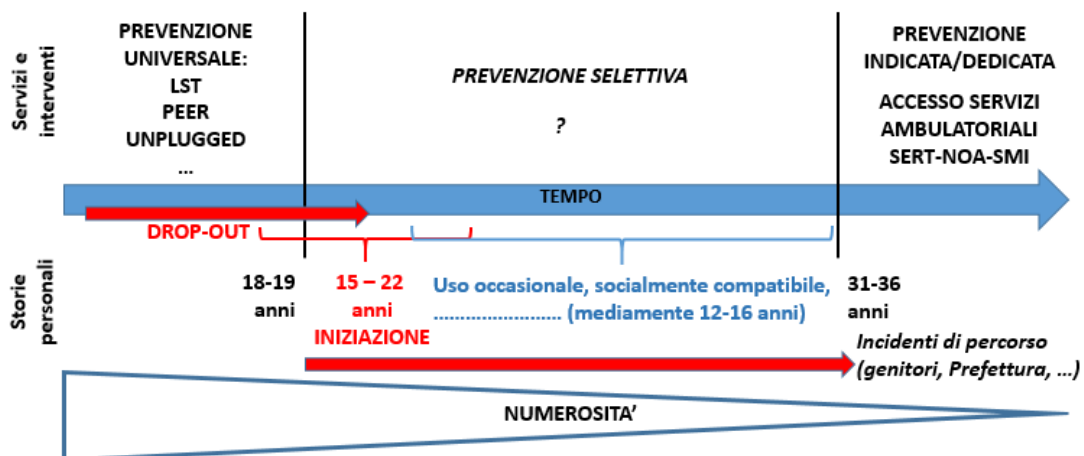 Servizi e
interventi
PREVENZIONE
UNIVERSALE:
LST
PEER
UNPLUGGED
...
PREVENZIONE SELETTIVA
?
PREVENZIONE
INDICATA/DEDICATA
ACCESSO SERVIZI
AMBULATORIALI
SERT-NOA-SMI
TEMPO
Storie
personali
DROP-OUT
18-19
anni
15 – 22
anni
INIZIAZIONE
Uso occasionale, socialmente compatibile,
...................... (mediamente 12-16 anni)
31-36
anni
Incidenti di percorso
(genitori, Prefettura, ...)
NUMEROSITA’